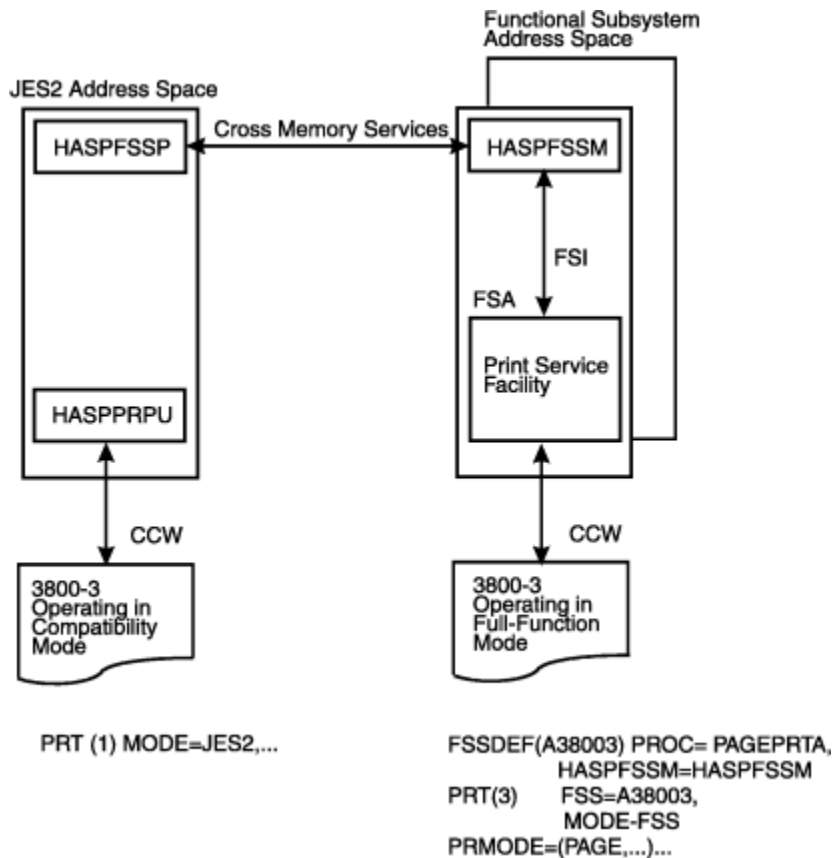 Functional Subsystem
Address Space
JES2 Address Space
HASPFSSP
Cross Memory Services
HASPFSSM
FSI
FSA
Print Service
Facility
HASPPRPU
CCW
CCW
3800-3
Operating in
Compatibility
Mode
3800-3
Operating in
Full-Function
Mode
PRT (1) MODE=JES2,...
FSSDEF(A38003) PROC= PAGEPRTA,
HASPFSSM=HASPFSSM
PRT(3) FSS=A38003,
MODE-FSS
PRMODE=(PAGE,...)...